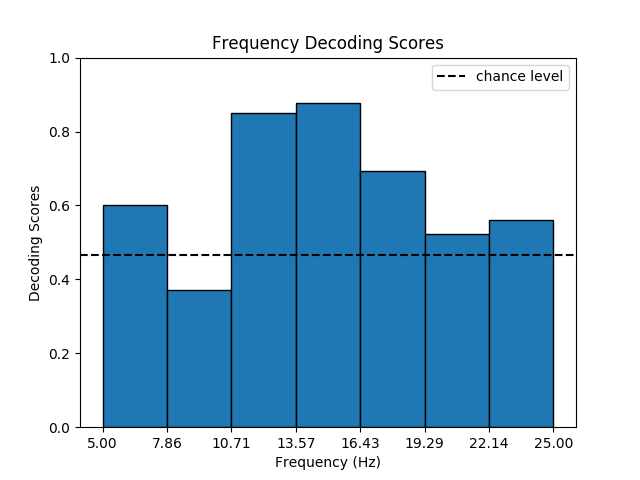 Frequency Decoding Scores
1.0
chance level
0.8
0.6
0.4
0.2
0.0
Decoding Scores
5.00 7.86 10.71 13.57 16.43 19.29 22.14 25.00
Frequency (Hz)